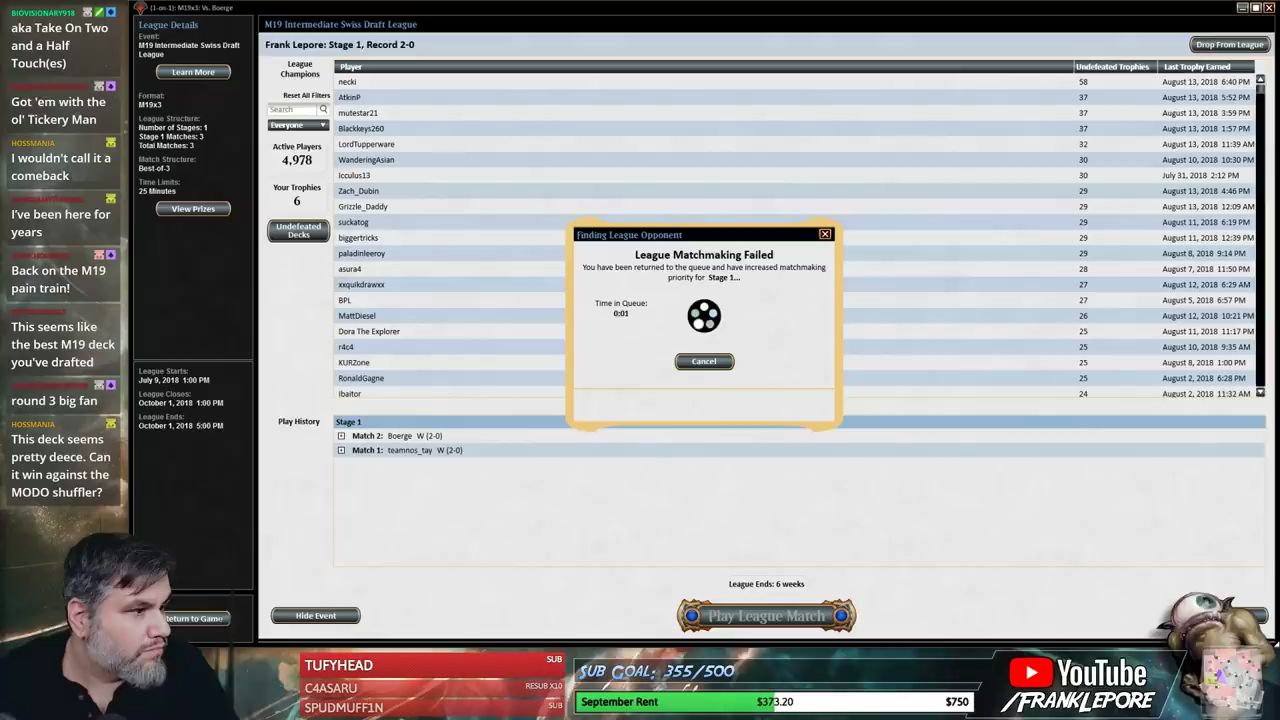 BIOVISIONARY918
aka Take On Two
and a Half
Touch(es)
Got 'em with the
ol' Tickery Man
HOSSMANIA
I wouldn't call it a
comeback
I've been here for
years
Back on the M19
pain train!
This seems like
the best M19 deck
you've drafted
round 3 big fan
HOSSMANIA
This deck seems
pretty deece. Can
it win against the
MODO shuffler?
(1-on-1): M19x3: Vs. Boerge
League Details
Event:
M19 Intermediate Swiss Draft
League
Learn More
Format:
M19x3
League Structure:
Number of Stages: 1
Stage 1 Matches: 3
Total Matches: 3
Match Structure:
Best-of-3
Time Limits:
25 Minutes
View Prizes
League Starts:
July 9, 2018 1:00 PM
League Closes:
October 1, 2018 1:00 PM
League Ends:
October 1, 2018 5:00 PM
Return to Game
M19 Intermediate Swiss Draft League
Frank Lepore: Stage 1, Record 2-0
Drop From League
League
Champions
Reset All Filters
Search
Everyone
Active Players
4,978
Your Trophies
6
Undefeated
Decks
Player Undefeated Trophies Last Trophy Earned
necki 58 August 13, 2018 6:40 PM
AtkinP 37 August 13, 2018 5:52 PM
mutestar21 37 August 13, 2018 3:59 PM
Blackkeys260 37 August 13, 2018 1:57 PM
LordTupperware 32 August 13, 2018 11:39 AM
WanderingAsian 30 August 10, 2018 10:30 PM
Icculus13 30 July 31, 2018 2:12 PM
Zach_Dubin 29 August 13, 2018 4:46 PM
Grizzle_Daddy 29 August 13, 2018 12:09 AM
suckatog 29 August 11, 2018 6:19 PM
biggertricks 29 August 11, 2018 12:39 PM
paladinleeroy 29 August 8, 2018 9:14 PM
asura4 28 August 7, 2018 11:50 PM
xxqulkdrawxx 27 August 12, 2018 6:29 AM
BPL 27 August 5, 2018 6:57 PM
MattDiesel 26 August 12, 2018 10:21 PM
Dora The Explorer 25 August 11, 2018 11:17 PM
r4c4 25 August 10, 2018 9:35 AM
KURZone 25 August 8, 2018 1:00 PM
RonaldGagne 25 August 2, 2018 6:28 PM
lbaitor 24 August 2, 2018 11:32 AM
Finding League Opponent
League Matchmaking Failed
You have been returned to the queue and have increased matchmaking
priority for Stage 1...
Time in Queue:
0:01
Cancel
Play History
Stage 1
Match 2: Boerge W (2-0)
Match 1: teamnos_tay W (2-0)
League Ends: 6 weeks
Hide Event
Play League Match
TUFYHEAD SUB
C4ASARU RESUB X10
SPUDMUFF1N SUB
SUB GOAL: 355/500
September Rent $373.20 $750
YouTube
/FRANKLEPORE